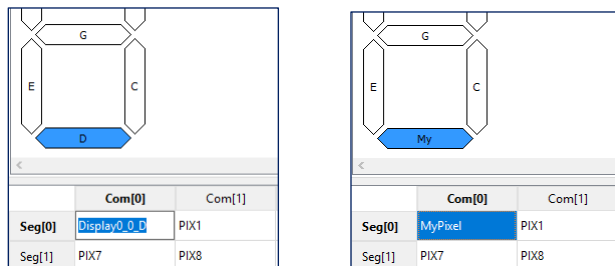 G
E
C
D
Com[0] Com[1]
Seg[0] Display0_0_D PIX1
Seg[1] PIX7 PIX8
G
E
C
My
Com[0] Com[1]
Seg[0] MyPixel PIX1
Seg[1] PIX7 PIX8